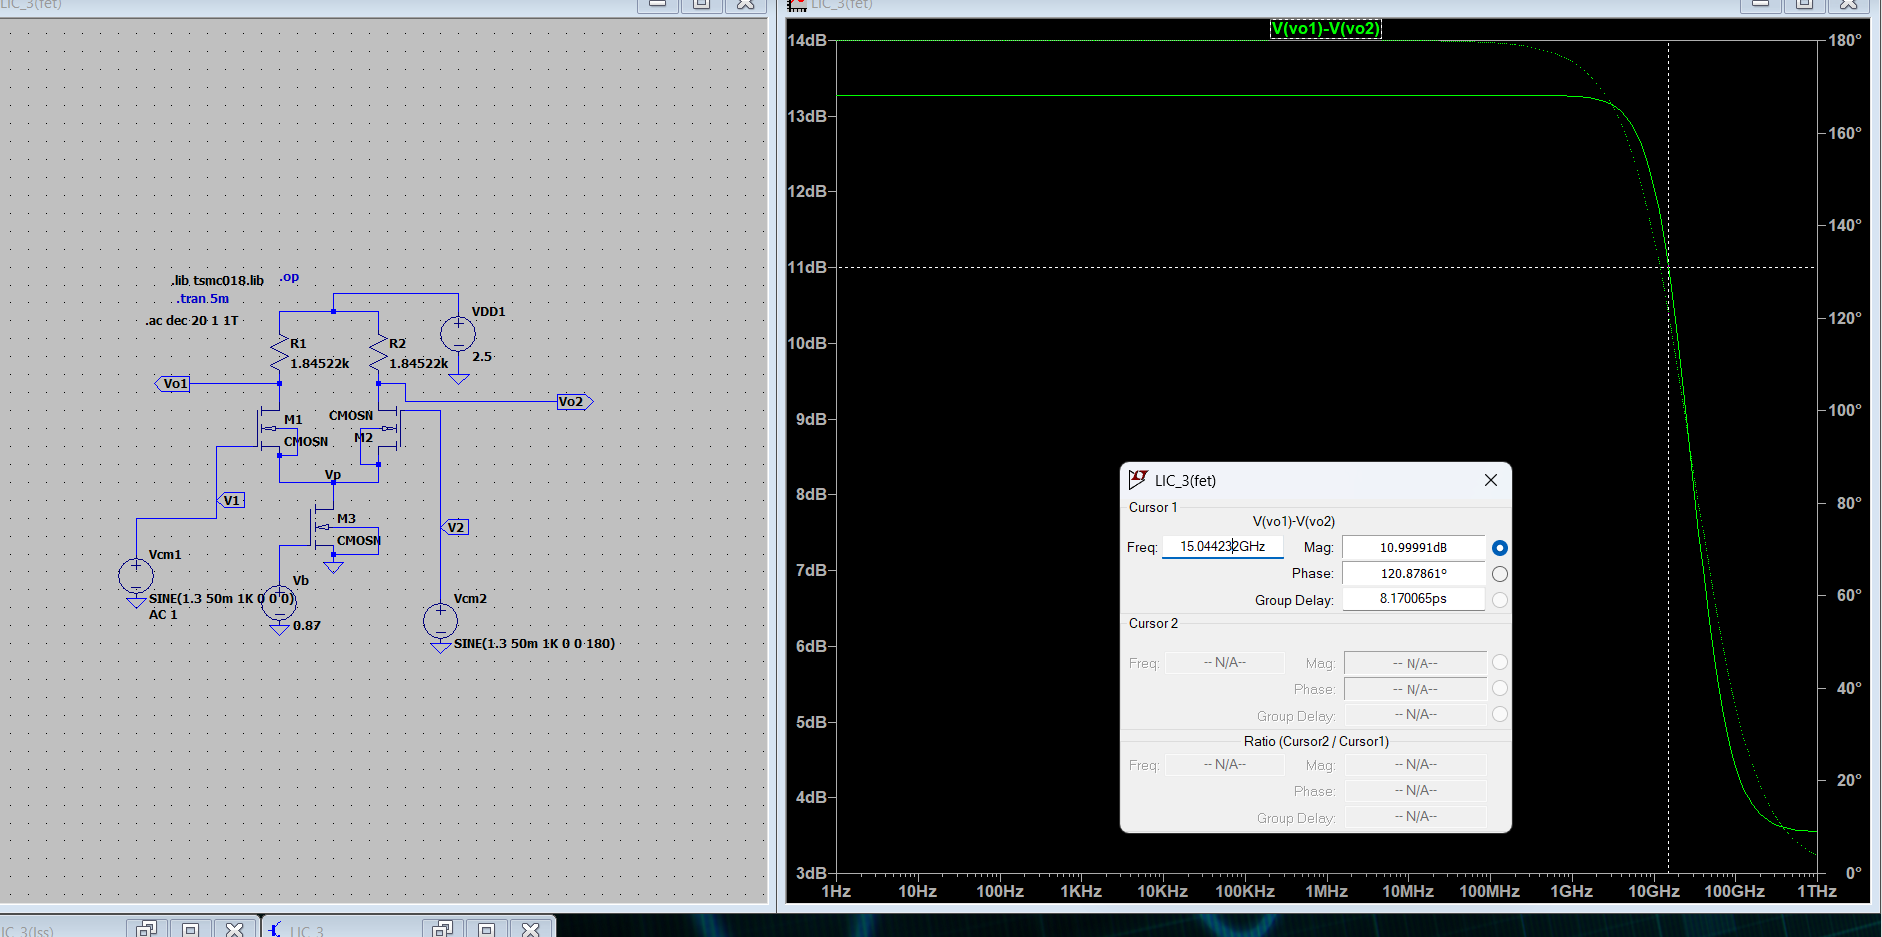 LIC_3(fet)
.lib tsmc018.lib
.op
.tran 5m
.ac dec 20 1 1T
VDD1
2.5
R1
1.84522k
R2
1.84522k
Vo1
Vo2
M1
CMOSN
CMOSN
M2
Vp
V1
M3
CMOSN
V2
Vcm1
SINE(1.3 50m 1K 0 0 0)
AC 1
Vb
0.87
Vcm2
SINE(1.3 50m 1K 0 0 180)
LIC_3(fet)
V(vo1)-V(vo2)
14dB
13dB
12dB
11dB
10dB
9dB
8dB
7dB
6dB
5dB
4dB
3dB
180°
160°
140°
120°
100°
80°
60°
40°
20°
0°
1Hz 10Hz 100Hz 1KHz 10KHz 100KHz 1MHz 10MHz 100MHz 1GHz 10GHz 100GHz 1THz
LIC_3(fet)
Cursor 1
V(vo1)-V(vo2)
Freq: 15.044232GHz Mag: 10.99991dB
Phase: 120.87861°
Group Delay: 8.170065ps
Cursor 2
Freq: -- N/A-- Mag: -- N/A--
Phase: -- N/A--
Group Delay: -- N/A--
Ratio (Cursor2 / Cursor1)
Freq: -- N/A-- Mag: -- N/A--
Phase: -- N/A--
Group Delay: -- N/A--
IC_3(Iss)
LIC_3